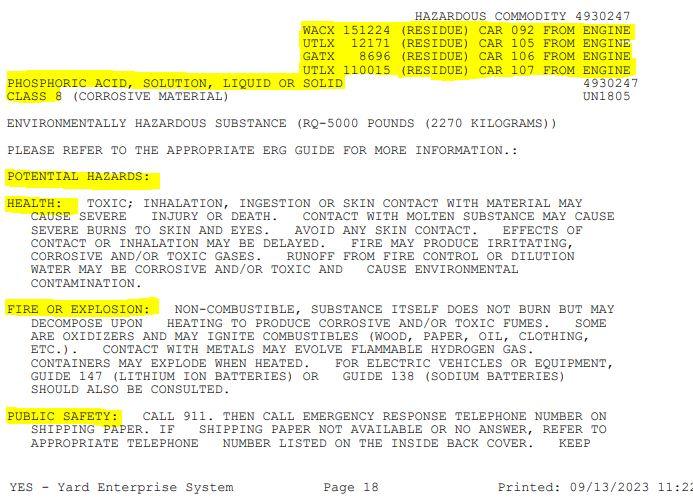 HAZARDOUS COMMODITY 4930247
WACX 151224 (RESIDUE) CAR 092 FROM ENGINE
UTLX 12171 (RESIDUE) CAR 105 FROM ENGINE
GATX 8696 (RESIDUE) CAR 106 FROM ENGINE
UTLX 110015 (RESIDUE) CAR 107 FROM ENGINE
PHOSPHORIC ACID, SOLUTION, LIQUID OR SOLID 4930247
CLASS 8 (CORROSIVE MATERIAL) UN1805
ENVIRONMENTALLY HAZARDOUS SUBSTANCE (RQ-5000 POUNDS (2270 KILOGRAMS))
PLEASE REFER TO THE APPROPRIATE ERG GUIDE FOR MORE INFORMATION.:
POTENTIAL HAZARDS:
HEALTH: TOXIC; INHALATION, INGESTION OR SKIN CONTACT WITH MATERIAL MAY
CAUSE SEVERE INJURY OR DEATH. CONTACT WITH MOLTEN SUBSTANCE MAY CAUSE
SEVERE BURNS TO SKIN AND EYES. AVOID ANY SKIN CONTACT. EFFECTS OF
CONTACT OR INHALATION MAY BE DELAYED. FIRE MAY PRODUCE IRRITATING,
CORROSIVE AND/OR TOXIC GASES. RUNOFF FROM FIRE CONTROL OR DILUTION
WATER MAY BE CORROSIVE AND/OR TOXIC AND CAUSE ENVIRONMENTAL
CONTAMINATION.
FIRE OR EXPLOSION: NON-COMBUSTIBLE, SUBSTANCE ITSELF DOES NOT BURN BUT MAY
DECOMPOSE UPON HEATING TO PRODUCE CORROSIVE AND/OR TOXIC FUMES. SOME
ARE OXIDIZERS AND MAY IGNITE COMBUSTIBLES (WOOD, PAPER, OIL, CLOTHING,
ETC.). CONTACT WITH METALS MAY EVOLVE FLAMMABLE HYDROGEN GAS.
CONTAINERS MAY EXPLODE WHEN HEATED. FOR ELECTRIC VEHICLES OR EQUIPMENT,
GUIDE 147 (LITHIUM ION BATTERIES) OR GUIDE 138 (SODIUM BATTERIES)
SHOULD ALSO BE CONSULTED.
PUBLIC SAFETY: CALL 911. THEN CALL EMERGENCY RESPONSE TELEPHONE NUMBER ON
SHIPPING PAPER. IF SHIPPING PAPER NOT AVAILABLE OR NO ANSWER, REFER TO
APPROPRIATE TELEPHONE NUMBER LISTED ON THE INSIDE BACK COVER. KEEP
YES - Yard Enterprise System Page 18 Printed: 09/13/2023 11:22